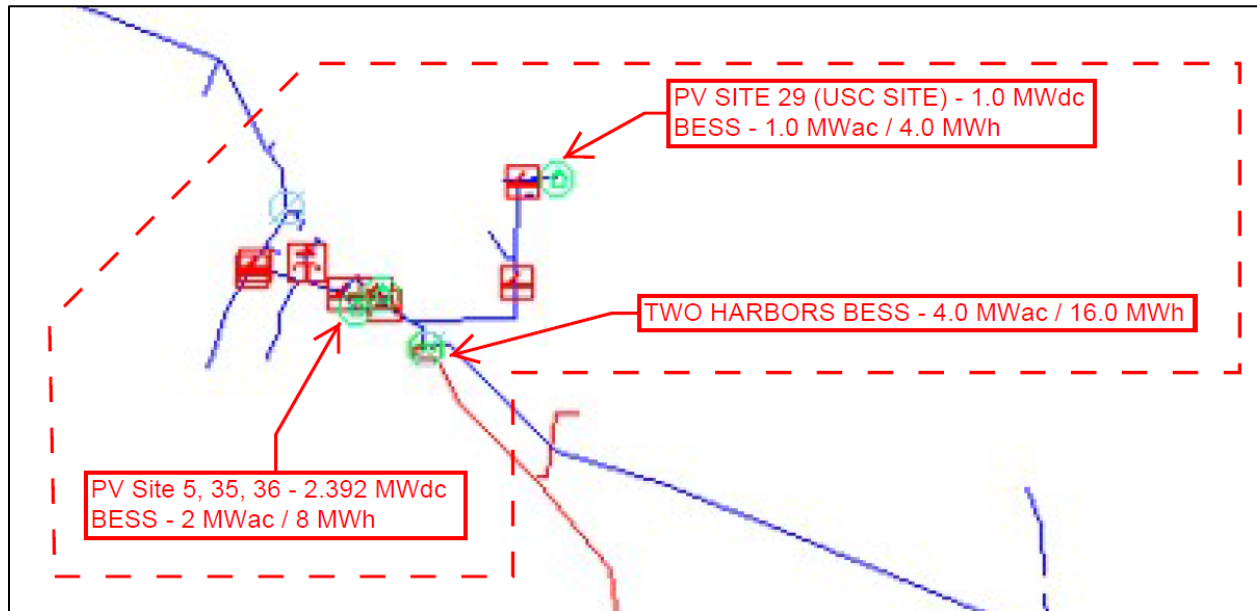 PV SITE 29 (USC SITE) - 1.0 MWdc
BESS - 1.0 MWac / 4.0 MWh
TWO HARBORS BESS - 4.0 MWac / 16.0 MWh
PV Site 5, 35, 36 - 2.392 MWdc
BESS - 2 MWac / 8 MWh